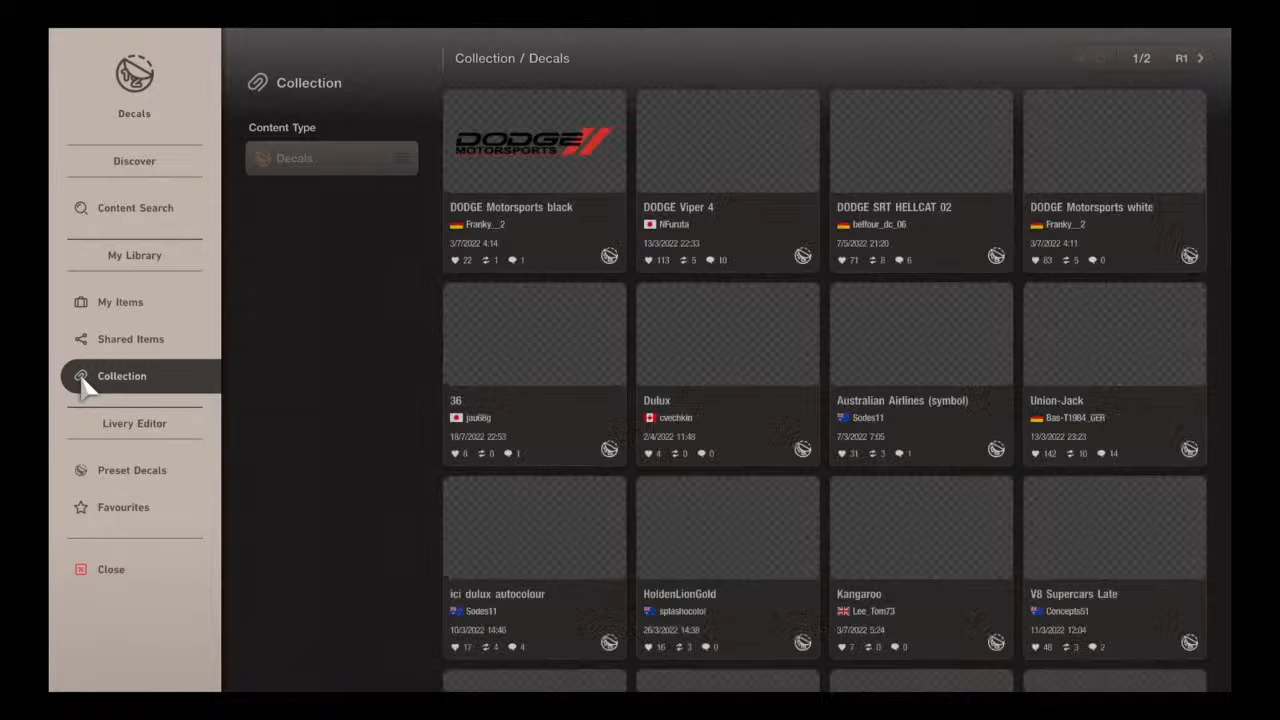 Decals
Discover
Content Search
My Library
My Items
Shared Items
Collection
Livery Editor
Preset Decals
Favourites
Close
Collection
Content Type
Decals
Collection / Decals
1/2 R1
DODGE MOTORSPORTS
DODGE Motorsports black
Franky__2
3/7/2022 4:14
22 1 1
DODGE Viper 4
NFuruta
13/3/2022 22:33
113 5 10
DODGE SRT HELLCAT 02
belfour_dc_06
7/5/2022 21:20
71 8 6
DODGE Motorsports white
Franky__2
3/7/2022 4:11
83 5 0
36
18/7/2022 22:53
8 0 1
Dulux
cvechkin
2/4/2022 11:48
4 0 0
Australian Airlines (symbol)
Sodes11
7/3/2022 7:05
31 3 1
Union-Jack
Bas-T1984_GER
13/3/2022 23:23
142 10 14
ici dulux autocolour
Sodes11
10/3/2022 14:46
17 4 4
HoldenLionGold
26/3/2022 14:38
16 3 0
Kangaroo
Lee_Tom73
3/7/2022 5:24
7 0 0
V8 Supercars Late
Concepts51
11/3/2022 12:04
48 3 2